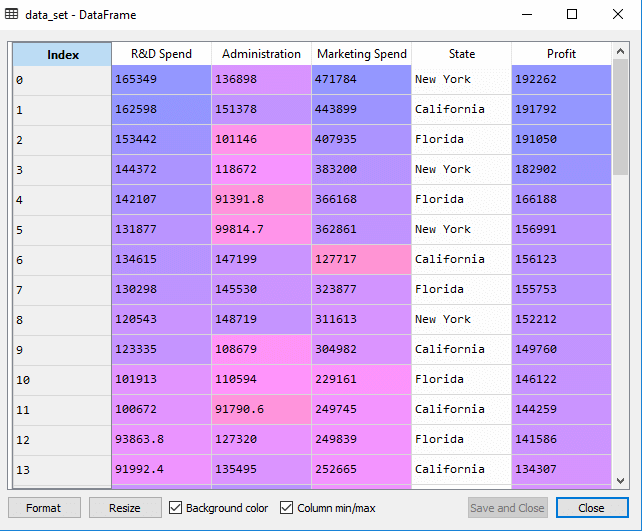 data_set - DataFrame
Index R&D Spend Administration Marketing Spend State Profit
0 165349 136898 471784 New York 192262
1 162598 151378 443899 California 191792
2 153442 101146 407935 Florida 191050
3 144372 118672 383200 New York 182902
4 142107 91391.8 366168 Florida 166188
5 131877 99814.7 362861 New York 156991
6 134615 147199 127717 California 156123
7 130298 145530 323877 Florida 155753
8 120543 148719 311613 New York 152212
9 123335 108679 304982 California 149760
10 101913 110594 229161 Florida 146122
11 100672 91790.6 249745 California 144259
12 93863.8 127320 249839 Florida 141586
13 91992.4 135495 252665 California 134307
Format Resize Background color Column min/max Save and Close Close